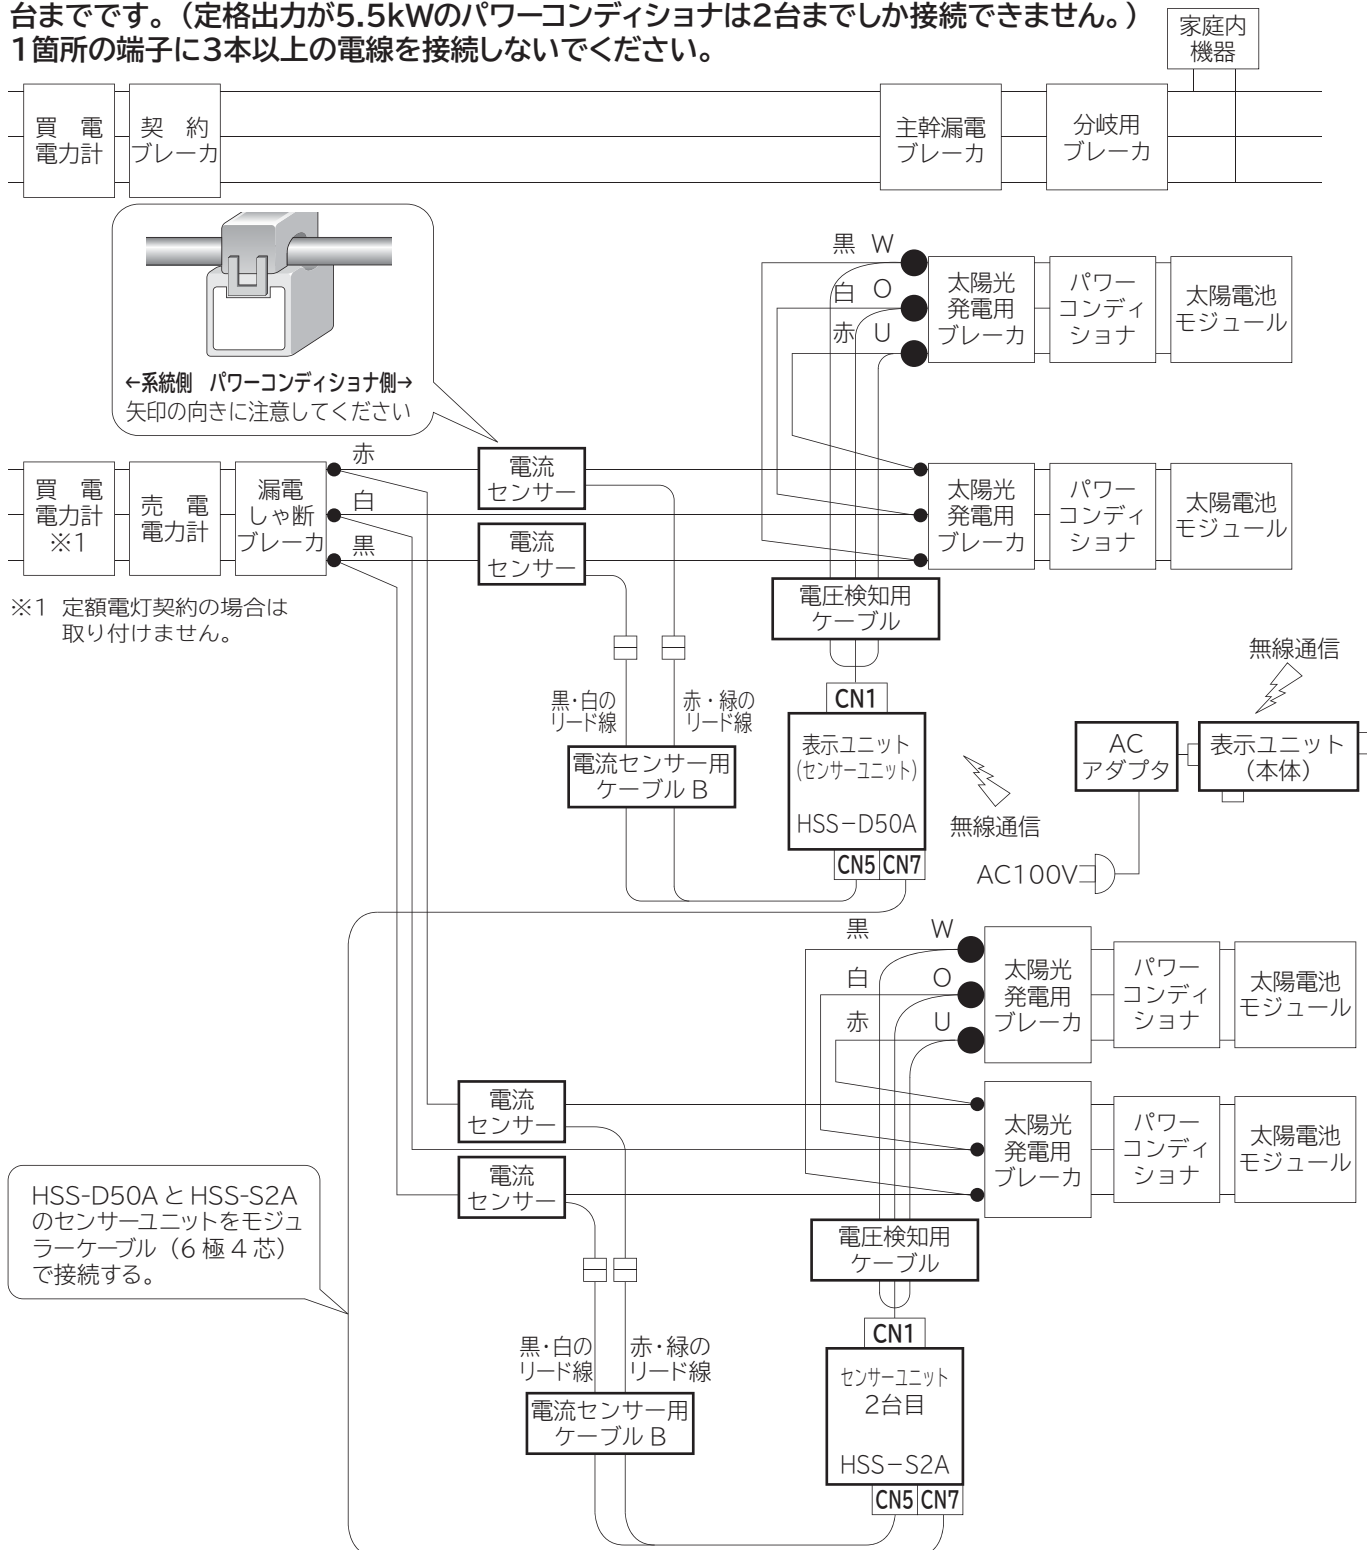 台までです。（定格出力が5.5kWのパワーコンディショナは2台までしか接続できません。）
1箇所の端子に3本以上の電線を接続しないでください。
家庭内
機器
買　電
電力計
契　約
ブレーカ
主幹漏電
ブレーカ
分岐用
ブレーカ
←系統側　パワーコンディショナ側→
矢印の向きに注意してください
黒 W
白 O
赤 U
太陽光
発電用
ブレーカ
パワー
コンディ
ショナ
太陽電池
モジュール
買　電
電力計
※1
売　電
電力計
漏電
しゃ断
ブレーカ
赤
白
黒
電流
センサー
電流
センサー
太陽光
発電用
ブレーカ
パワー
コンディ
ショナ
太陽電池
モジュール
※1 定額電灯契約の場合は
取り付けません。
電圧検知用
ケーブル
黒・白の
リード線
赤・緑の
リード線
電流センサー用
ケーブル B
CN1
表示ユニット
(センサーユニット)
HSS－D50A
CN5 CN7
無線通信
無線通信
AC
アダプタ
表示ユニット
（本体）
AC100V
黒 W
白 O
赤 U
太陽光
発電用
ブレーカ
パワー
コンディ
ショナ
太陽電池
モジュール
電流
センサー
電流
センサー
太陽光
発電用
ブレーカ
パワー
コンディ
ショナ
太陽電池
モジュール
HSS-D50A と HSS-S2A
のセンサーユニットをモジュ
ラーケーブル（6 極 4 芯）
で接続する。
電圧検知用
ケーブル
黒・白の
リード線
赤・緑の
リード線
電流センサー用
ケーブル B
CN1
センサーユニット
2台目
HSS－S2A
CN5 CN7